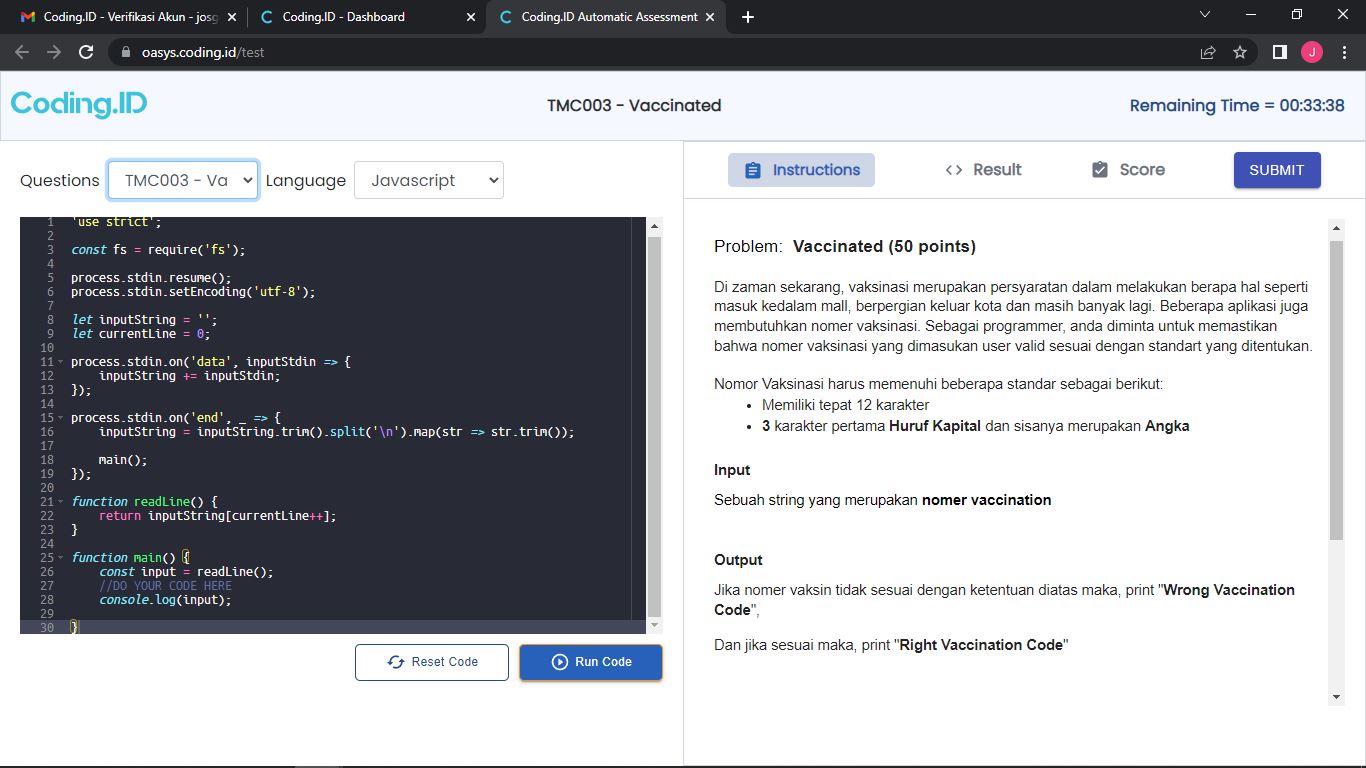 Coding.ID - Verifikasi Akun - josg
Coding.ID - Dashboard
Coding.ID Automatic Assessment
oasys.coding.id/test
J
Coding.ID
TMC003 - Vaccinated
Remaining Time = 00:33:38
Questions TMC003 - Va Language Javascript
Instructions
Result
Score
SUBMIT
1 'use strict';
2
3 const fs = require('fs');
4
5 process.stdin.resume();
6 process.stdin.setEncoding('utf-8');
7
8 let inputString = '';
9 let currentLine = 0;
10
11 process.stdin.on('data', inputStdin => {
12 inputString += inputStdin;
13 });
14
15 process.stdin.on('end', _ => {
16 inputString = inputString.trim().split('\n').map(str => str.trim());
17
18 main();
19 });
20
21 function readLine() {
22 return inputString[currentLine++];
23 }
24
25 function main() {
26 const input = readLine();
27 //DO YOUR CODE HERE
28 console.log(input);
29
30 }
Reset Code
Run Code
Problem: Vaccinated (50 points)
Di zaman sekarang, vaksinasi merupakan persyaratan dalam melakukan berapa hal seperti
masuk kedalam mall, berpergian keluar kota dan masih banyak lagi. Beberapa aplikasi juga
membutuhkan nomer vaksinasi. Sebagai programmer, anda diminta untuk memastikan
bahwa nomer vaksinasi yang dimasukan user valid sesuai dengan standart yang ditentukan.
Nomor Vaksinasi harus memenuhi beberapa standar sebagai berikut:
• Memiliki tepat 12 karakter
• 3 karakter pertama Huruf Kapital dan sisanya merupakan Angka
Input
Sebuah string yang merupakan nomer vaccination
Output
Jika nomer vaksin tidak sesuai dengan ketentuan diatas maka, print "Wrong Vaccination
Code",
Dan jika sesuai maka, print "Right Vaccination Code"